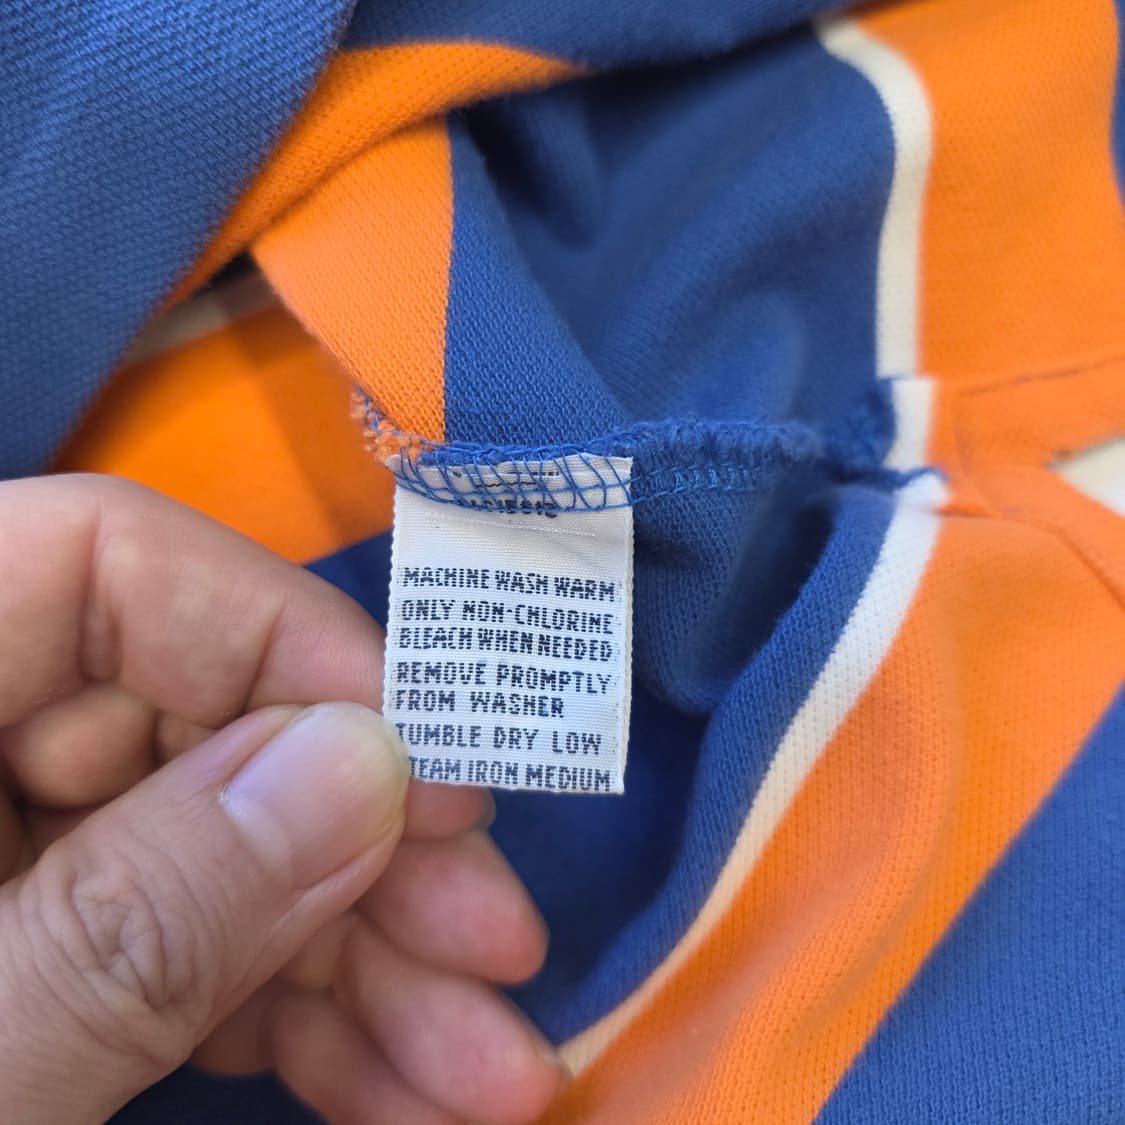 MACHINE WASH WARM
ONLY NON-CHLORINE
BLEACH WHEN NEEDED
REMOVE PROMPTLY
FROM WASHER
TUMBLE DRY LOW
TEAM IRON MEDIUM